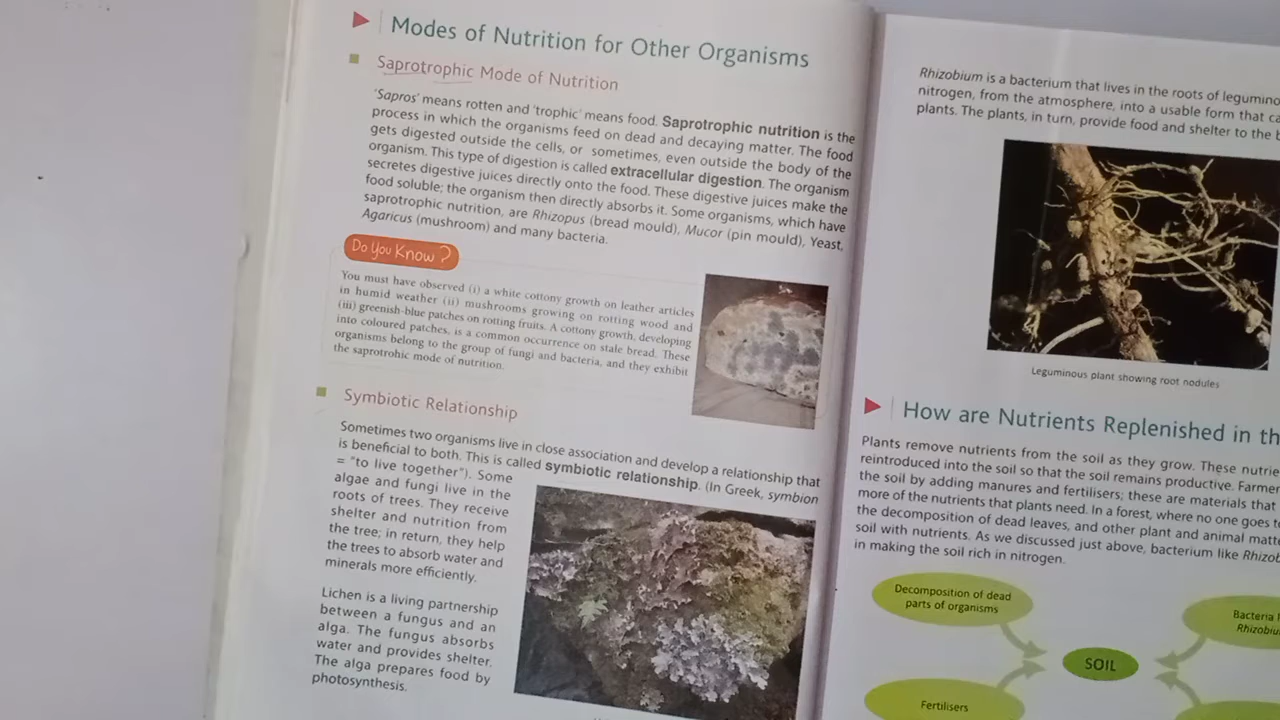 Modes of Nutrition for Other Organisms
Saprotrophic Mode of Nutrition
'Sapros' means rotten and 'trophic' means food. Saprotrophic nutrition is the
process in which the organisms feed on dead and decaying matter. The food
gets digested outside the cells, or sometimes, even outside the body of the
organism. This type of digestion is called extracellular digestion. The organism
secretes digestive juices directly onto the food. These digestive juices make the
food soluble; the organism then directly absorbs it. Some organisms, which have
saprotrophic nutrition, are Rhizopus (bread mould), Mucor (pin mould), Yeast,
Agaricus (mushroom) and many bacteria.
Do You Know ?
You must have observed (i) a white cottony growth on leather articles
in humid weather (ii) mushrooms growing on rotting wood and
(iii) greenish-blue patches on rotting fruits. A cottony growth, developing
into coloured patches, is a common occurrence on stale bread. These
organisms belong to the group of fungi and bacteria, and they exhibit
the saprotrohic mode of nutrition.
Symbiotic Relationship
Sometimes two organisms live in close association and develop a relationship that
is beneficial to both. This is called symbiotic relationship. (In Greek, symbion
= "to live together"). Some
algae and fungi live in the
roots of trees. They receive
shelter and nutrition from
the tree; in return, they help
the trees to absorb water and
minerals more efficiently.
Lichen is a living partnership
between a fungus and an
alga. The fungus absorbs
water and provides shelter.
The alga prepares food by
photosynthesis.
Rhizobium is a bacterium that lives in the roots of
nitrogen, from the atmosphere, into a usable form that
plants. The plants, in turn, provide food and shelter to the
Leguminous plant showing root nodules
How are Nutrients Replenished in
Plants remove nutrients from the soil as they grow. These
reintroduced into the soil so that the soil remains productive.
the soil by adding manures and fertilisers; these are materials that
more of the nutrients that plants need. In a forest, where no one goes
the decomposition of dead leaves, and other plant and animal
soil with nutrients. As we discussed just above, bacterium like
in making the soil rich in nitrogen.
Decomposition of dead
parts of organisms
Bacteria
SOIL
Fertilisers